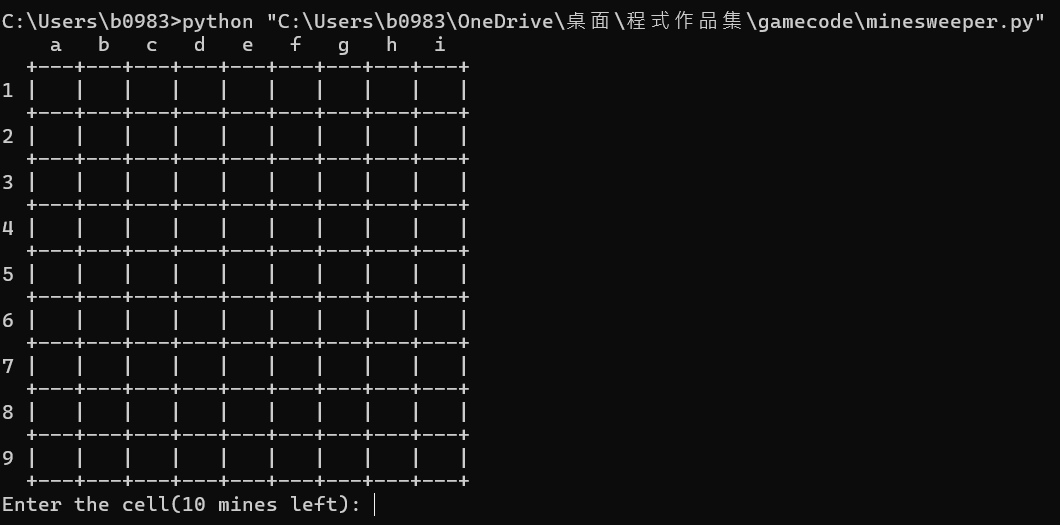 C:\Users\b0983>python "C:\Users\b0983\OneDrive\桌面\程式作品集\gamecode\minesweeper.py"
    a   b   c   d   e   f   g   h   i
  +---+---+---+---+---+---+---+---+---+
1 |   |   |   |   |   |   |   |   |   |
  +---+---+---+---+---+---+---+---+---+
2 |   |   |   |   |   |   |   |   |   |
  +---+---+---+---+---+---+---+---+---+
3 |   |   |   |   |   |   |   |   |   |
  +---+---+---+---+---+---+---+---+---+
4 |   |   |   |   |   |   |   |   |   |
  +---+---+---+---+---+---+---+---+---+
5 |   |   |   |   |   |   |   |   |   |
  +---+---+---+---+---+---+---+---+---+
6 |   |   |   |   |   |   |   |   |   |
  +---+---+---+---+---+---+---+---+---+
7 |   |   |   |   |   |   |   |   |   |
  +---+---+---+---+---+---+---+---+---+
8 |   |   |   |   |   |   |   |   |   |
  +---+---+---+---+---+---+---+---+---+
9 |   |   |   |   |   |   |   |   |   |
  +---+---+---+---+---+---+---+---+---+
Enter the cell(10 mines left):